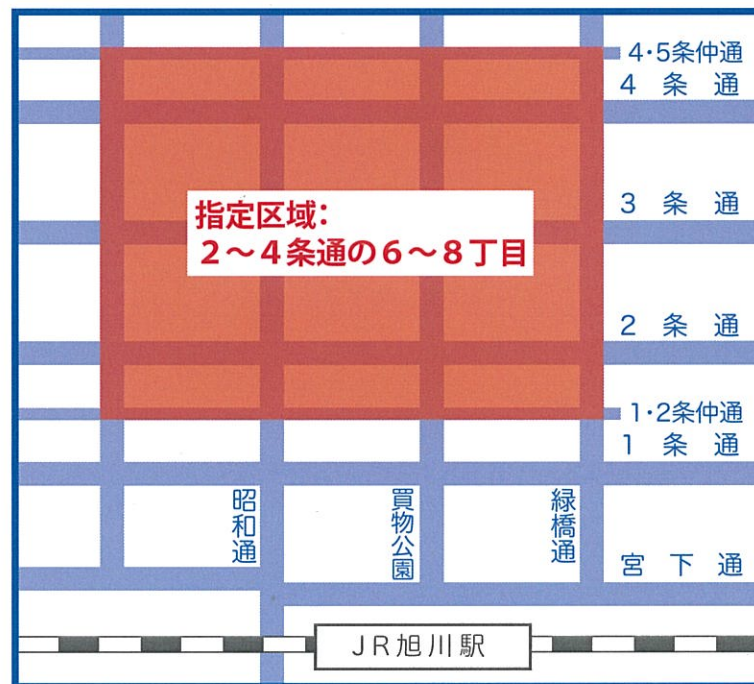 4・5条仲通
4条通
指定区域：
２～４条通の６～８丁目
3条通
2条通
1・2条仲通
1条通
昭和通
買物公園
緑橋通
宮下通
JR旭川駅